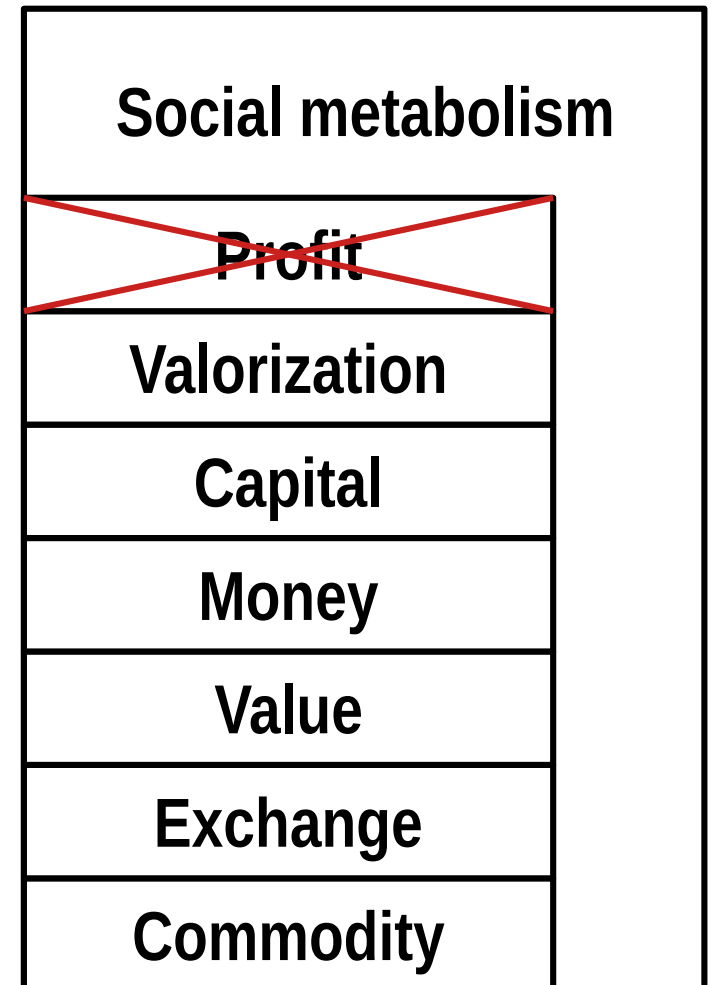 Social metabolism
Profit
Valorization
Capital
Money
Value
Exchange
Commodity